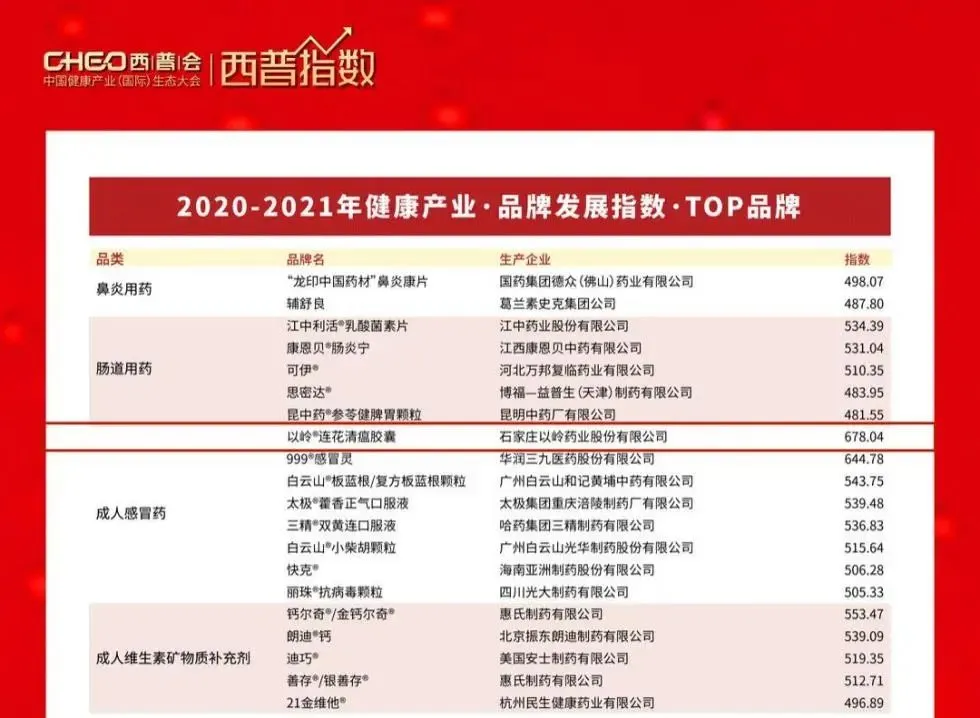 CHEO西普会
中国健康产业(国际)生态大会
西普指数
2020-2021年健康产业·品牌发展指数·TOP品牌
品类 品牌名 生产企业 指数
鼻炎用药
“龙印中国药材”鼻炎康片 国药集团德众(佛山)药业有限公司 498.07
辅舒良 葛兰素史克集团公司 487.80
肠道用药
江中利活®乳酸菌素片 江中药业股份有限公司 534.39
康恩贝®肠炎宁 江西康恩贝中药有限公司 531.04
可伊® 河北万邦复临药业有限公司 510.35
思密达® 博福—益普生(天津)制药有限公司 483.95
昆中药®参苓健脾胃颗粒 昆明中药厂有限公司 481.55
成人感冒药
以岭®连花清瘟胶囊 石家庄以岭药业股份有限公司 678.04
999®感冒灵 华润三九医药股份有限公司 644.78
白云山®板蓝根/复方板蓝根颗粒 广州白云山和记黄埔中药有限公司 543.75
太极®藿香正气口服液 太极集团重庆涪陵制药厂有限公司 539.48
三精®双黄连口服液 哈药集团三精制药有限公司 536.83
白云山®小柴胡颗粒 广州白云山光华制药股份有限公司 515.64
快克® 海南亚洲制药股份有限公司 506.28
丽珠®抗病毒颗粒 四川光大制药有限公司 505.33
成人维生素矿物质补充剂
钙尔奇®/金钙尔奇® 惠氏制药有限公司 553.47
朗迪®钙 北京振东朗迪制药有限公司 539.09
迪巧® 美国安士制药有限公司 519.35
善存®/银善存® 惠氏制药有限公司 512.71
21金维他® 杭州民生健康药业有限公司 496.89